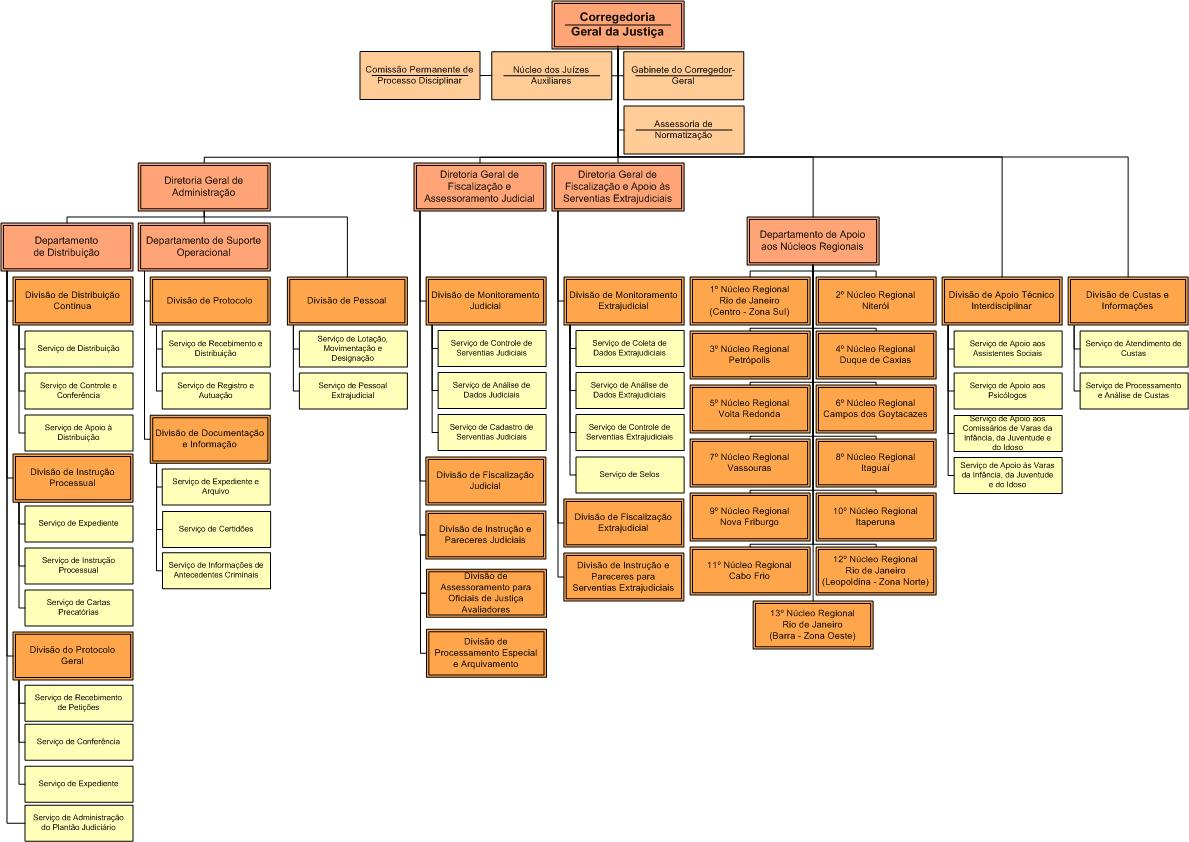 Corregedoria
Geral da Justiça
Comissão Permanente de
Processo Disciplinar
Núcleo dos Juízes
Auxiliares
Gabinete do Corregedor-
Geral
Assessoria de
Normatização
Diretoria Geral de
Administração
Diretoria Geral de
Fiscalização e
Assessoramento Judicial
Diretoria Geral de
Fiscalização e Apoio às
Serventias Extrajudiciais
Departamento
de Distribuição
Departamento de Suporte
Operacional
Departamento de Apoio
aos Núcleos Regionais
Divisão de Distribuição
Contínua
Serviço de Distribuição
Serviço de Controle e
Conferência
Serviço de Apoio à
Distribuição
Divisão de Instrução
Processual
Serviço de Expediente
Serviço de Instrução
Processual
Serviço de Cartas
Precatórias
Divisão do Protocolo
Geral
Serviço de Recebimento
de Petições
Serviço de Conferência
Serviço de Expediente
Serviço de Administração
do Plantão Judiciário
Divisão de Protocolo
Serviço de Recebimento e
Distribuição
Serviço de Registro e
Autuação
Divisão de Documentação
e Informação
Serviço de Expediente e
Arquivo
Serviço de Certidões
Serviço de Informações de
Antecedentes Criminais
Divisão de Pessoal
Serviço de Lotação,
Movimentação e
Designação
Serviço de Pessoal
Extrajudicial
Divisão de Monitoramento
Judicial
Serviço de Controle de
Serventias Judiciais
Serviço de Análise de
Dados Judiciais
Serviço de Cadastro de
Serventias Judiciais
Divisão de Fiscalização
Judicial
Divisão de Instrução e
Pareceres Judiciais
Divisão de
Assessoramento para
Oficiais de Justiça
Avaliadores
Divisão de
Processamento Especial
e Arquivamento
Divisão de Monitoramento
Extrajudicial
Serviço de Coleta de
Dados Extrajudiciais
Serviço de Análise de
Dados Extrajudiciais
Serviço de Controle de
Serventias Extrajudiciais
Serviço de Selos
Divisão de Fiscalização
Extrajudicial
Divisão de Instrução e
Pareceres para
Serventias Extrajudiciais
1º Núcleo Regional
Rio de Janeiro
(Centro - Zona Sul)
2º Núcleo Regional
Niterói
3º Núcleo Regional
Petrópolis
4º Núcleo Regional
Duque de Caxias
5º Núcleo Regional
Volta Redonda
6º Núcleo Regional
Campos dos Goytacazes
7º Núcleo Regional
Vassouras
8º Núcleo Regional
Itaguaí
9º Núcleo Regional
Nova Friburgo
10º Núcleo Regional
Itaperuna
11º Núcleo Regional
Cabo Frio
12º Núcleo Regional
Rio de Janeiro
(Leopoldina - Zona Norte)
13º Núcleo Regional
Rio de Janeiro
(Barra - Zona Oeste)
Divisão de Apoio Técnico
Interdisciplinar
Serviço de Apoio aos
Assistentes Sociais
Serviço de Apoio aos
Psicólogos
Serviço de Apoio aos
Comissários de Varas da
Infância, da Juventude e
do Idoso
Serviço de Apoio às Varas
da Infância, da Juventude
e do Idoso
Divisão de Custas e
Informações
Serviço de Atendimento de
Custas
Serviço de Processamento
e Análise de Custas